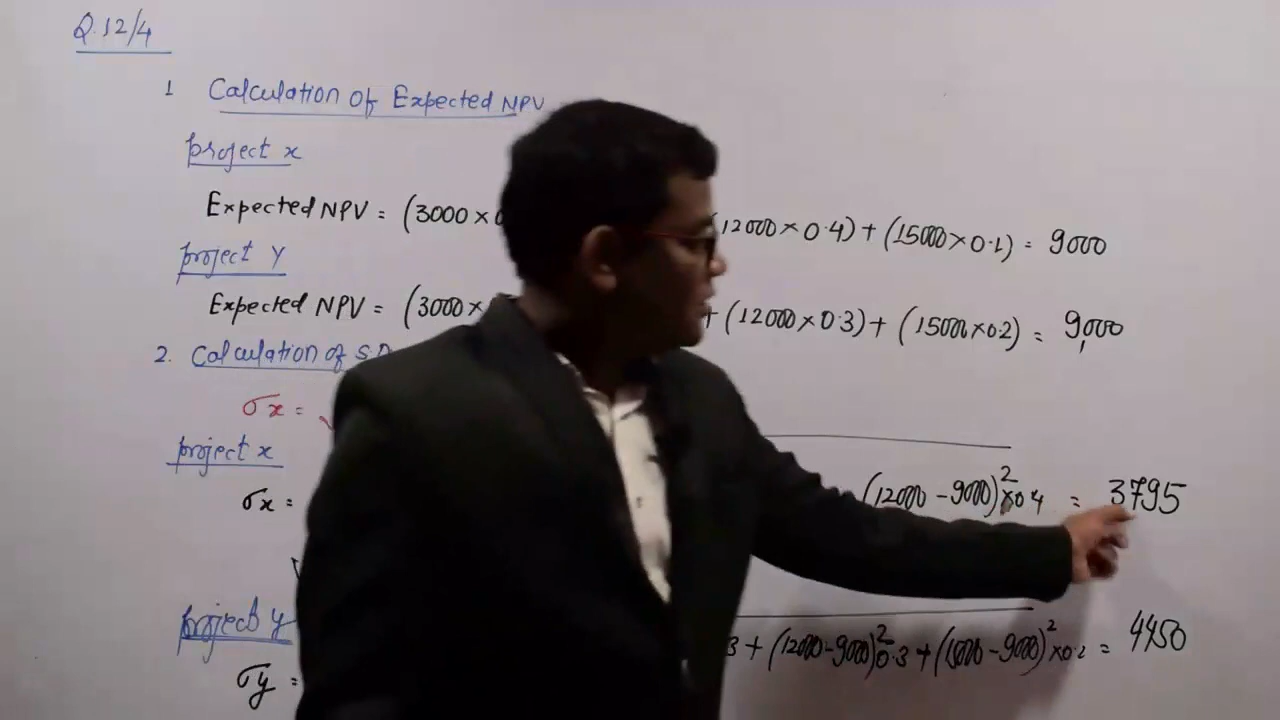 Q.12/4
1 Calculation Of Expected NPV
project x
Expected NPV = (3000 × 12000 × 0.4) + (15000 × 0.1) = 9000
project Y
Expected NPV = (3000 × + (12000 × 0.3) + (15000 × 0.2) = 9,000
2. Calculation of S.D
σx =
project x
σx = (12000 - 9000)² × 0.4 = 3795
project y
σy = 3 + (12000 - 9000)² 0.3 + (15000 - 9000)² × 0.2 = 4450